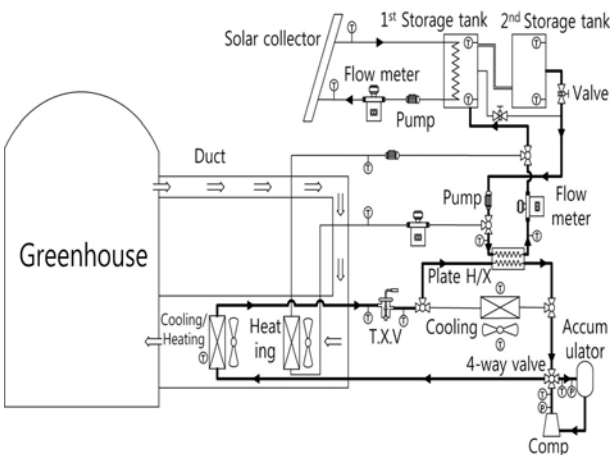 1st Storage tank
2nd Storage tank
Solar collector
T
T
T
T
T
T
Flow meter
Pump
Valve
Duct
T
T
Pump
Flow
meter
T
T
Greenhouse
Plate H/X
Cooling/
Heating
T
Heat
ing
T
T
T.X.V
T
Cooling
T
4-way valve
Accum
ulator
T
T
P
P
Comp